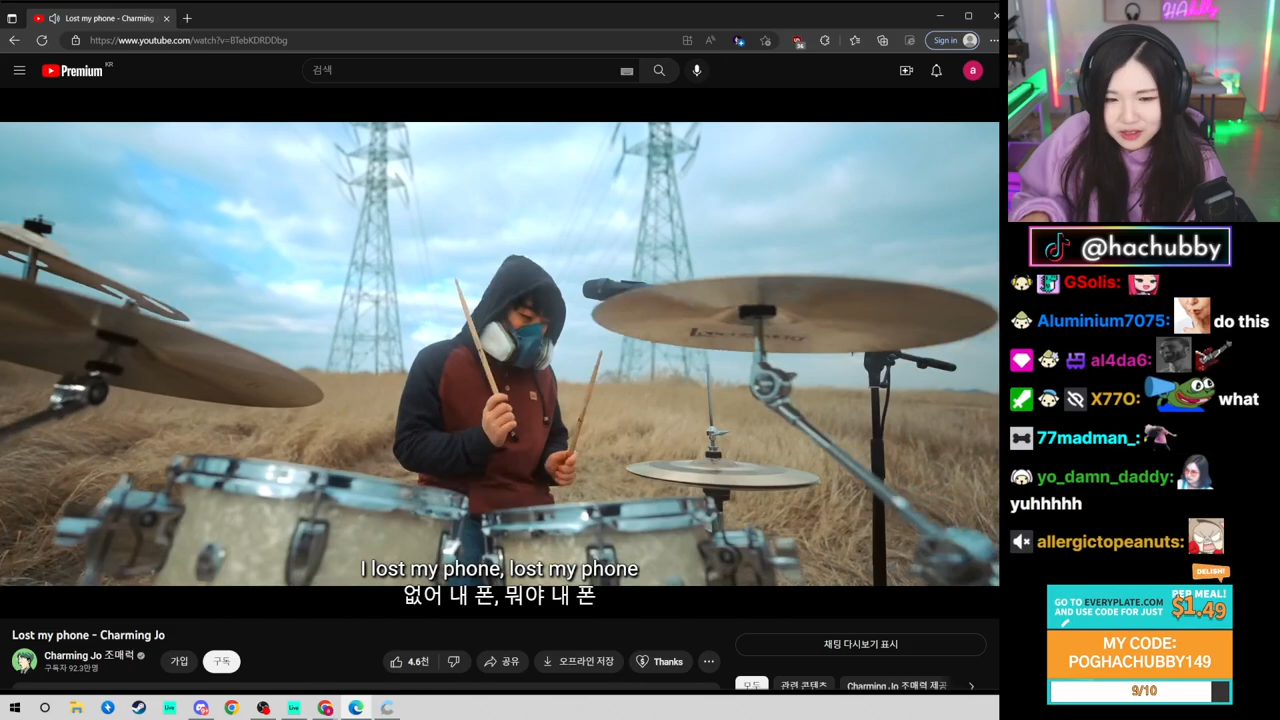 Lost my phone - Charming
https://www.youtube.com/watch?v=BTebKDRDDbg
Sign in
Premium KR
검색
a
36
I lost my phone, lost my phone
없어 내 폰, 뭐야 내 폰
Lost my phone - Charming Jo
Charming Jo 조매력
구독자 92.3만명
가입
구독
4.6천
공유
오프라인 저장
Thanks
채팅 다시보기 표시
모두
관련 콘텐츠
Charming Jo 조매력 제공
Live
Live
@hachubby
GSolis:
Aluminium7075: do this
al4da6:
X77O: what
77madman_:
yo_damn_daddy:
yuhhhhh
allergictopeanuts:
DELISH!
GO TO EVERYPLATE.COM
AND USE CODE FOR JUST
PER MEAL!
$1.49
MY CODE:
POGHACHUBBY149
9/10